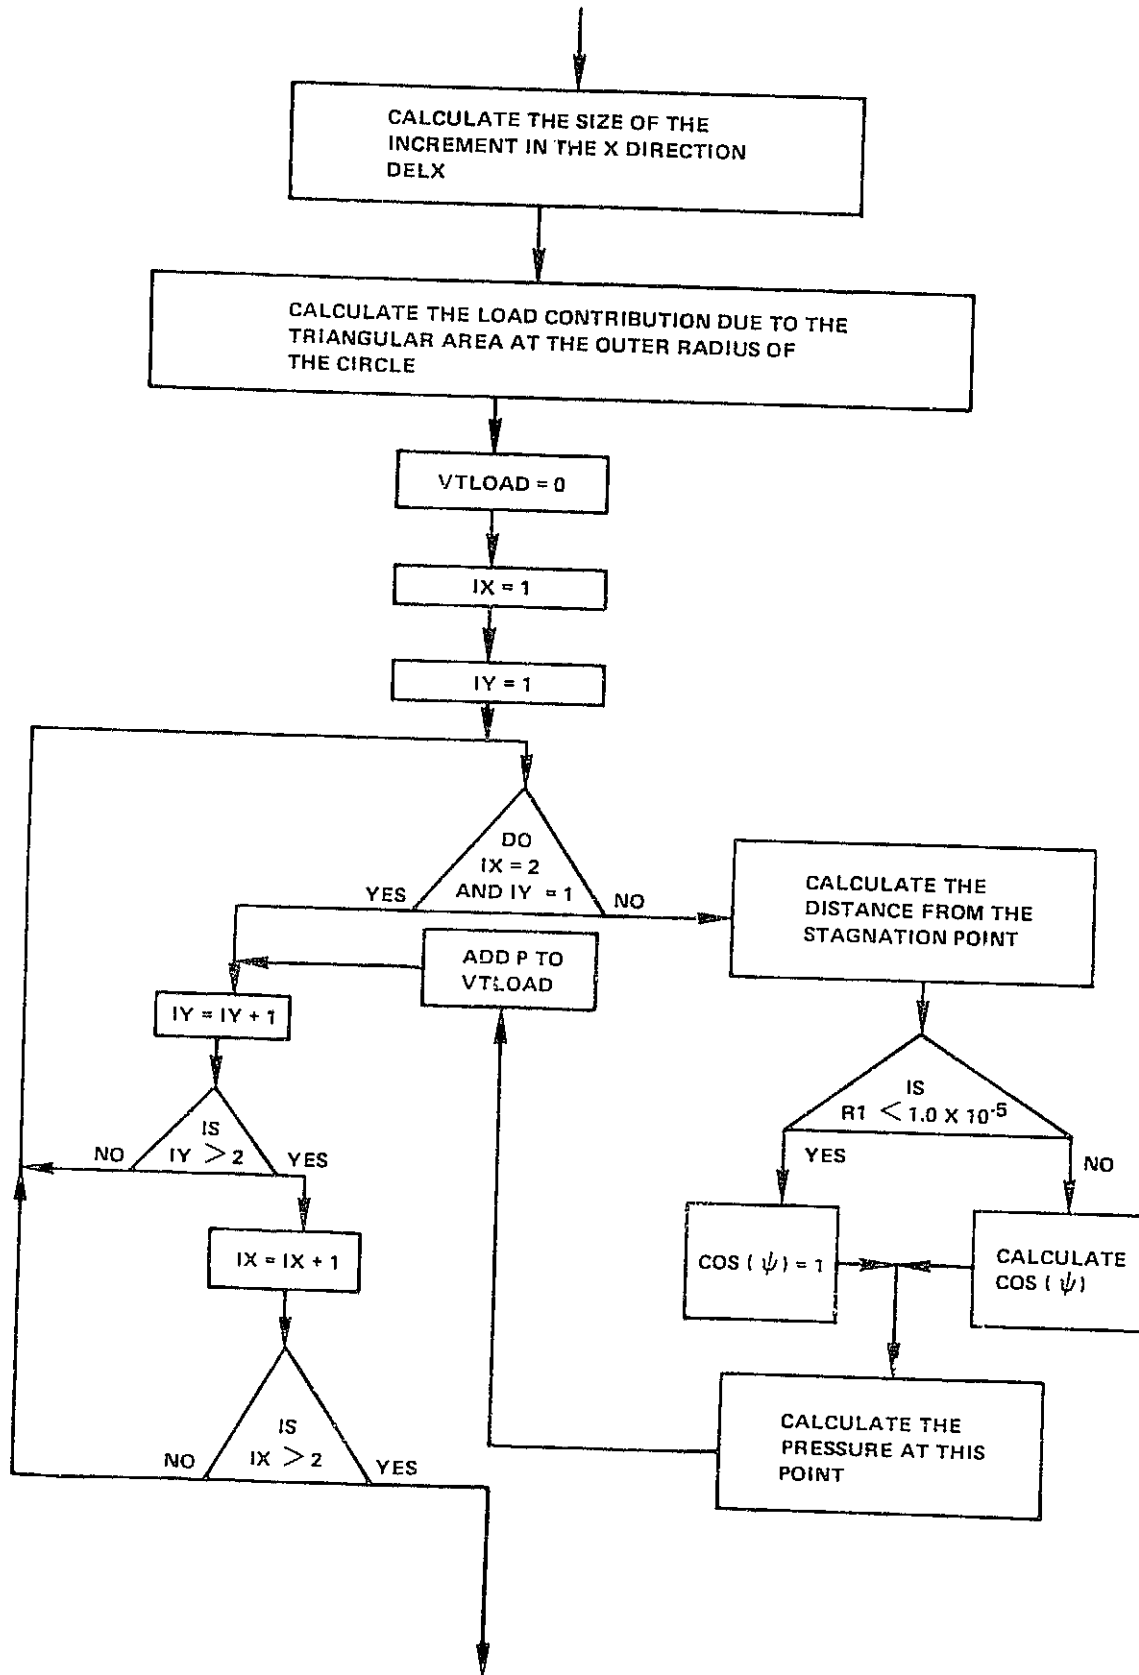 CALCULATE THE SIZE OF THE
INCREMENT IN THE X DIRECTION
DELX
CALCULATE THE LOAD CONTRIBUTION DUE TO THE
TRIANGULAR AREA AT THE OUTER RADIUS OF
THE CIRCLE
VTLOAD = 0
IX = 1
IY = 1
DO
IX = 2
AND IY = 1
YES
NO
CALCULATE THE
DISTANCE FROM THE
STAGNATION POINT
ADD P TO
VTLOAD
IY = IY + 1
IS
IY > 2
NO
YES
IS
R1 < 1.0 X 10⁻⁵
YES
NO
COS ( ψ ) = 1
CALCULATE
COS ( ψ )
IX = IX + 1
IS
IX > 2
NO
YES
CALCULATE THE
PRESSURE AT THIS
POINT